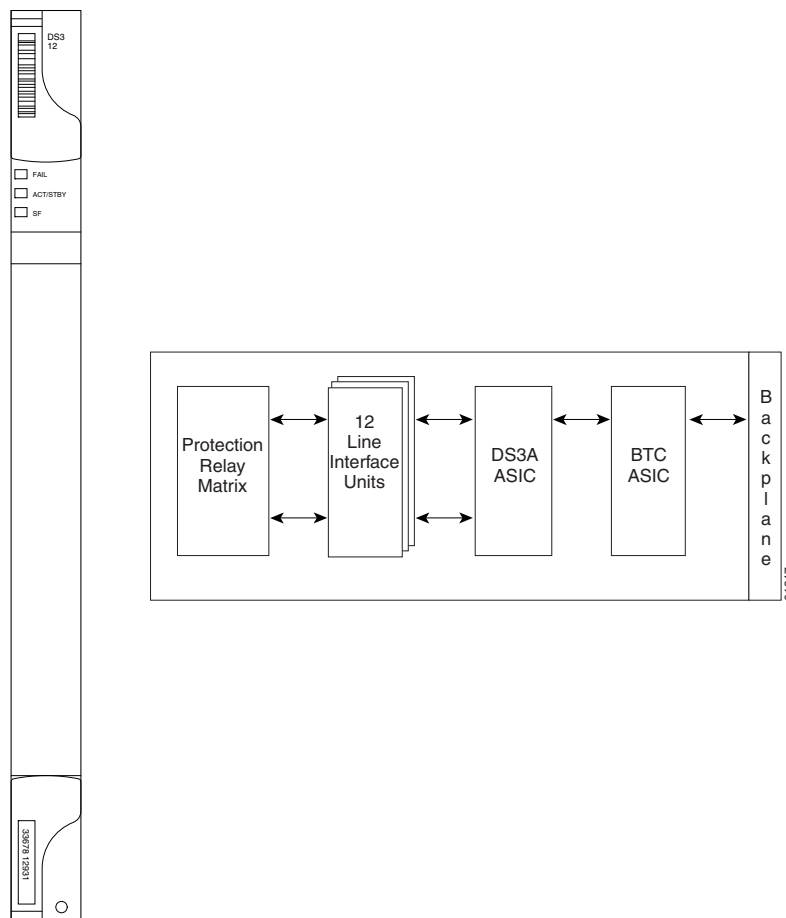 DS3
12
FAIL
ACT/STBY
SF
Protection
Relay
Matrix
12
Line
Interface
Units
DS3A
ASIC
BTC
ASIC
Backplane
33678 12931